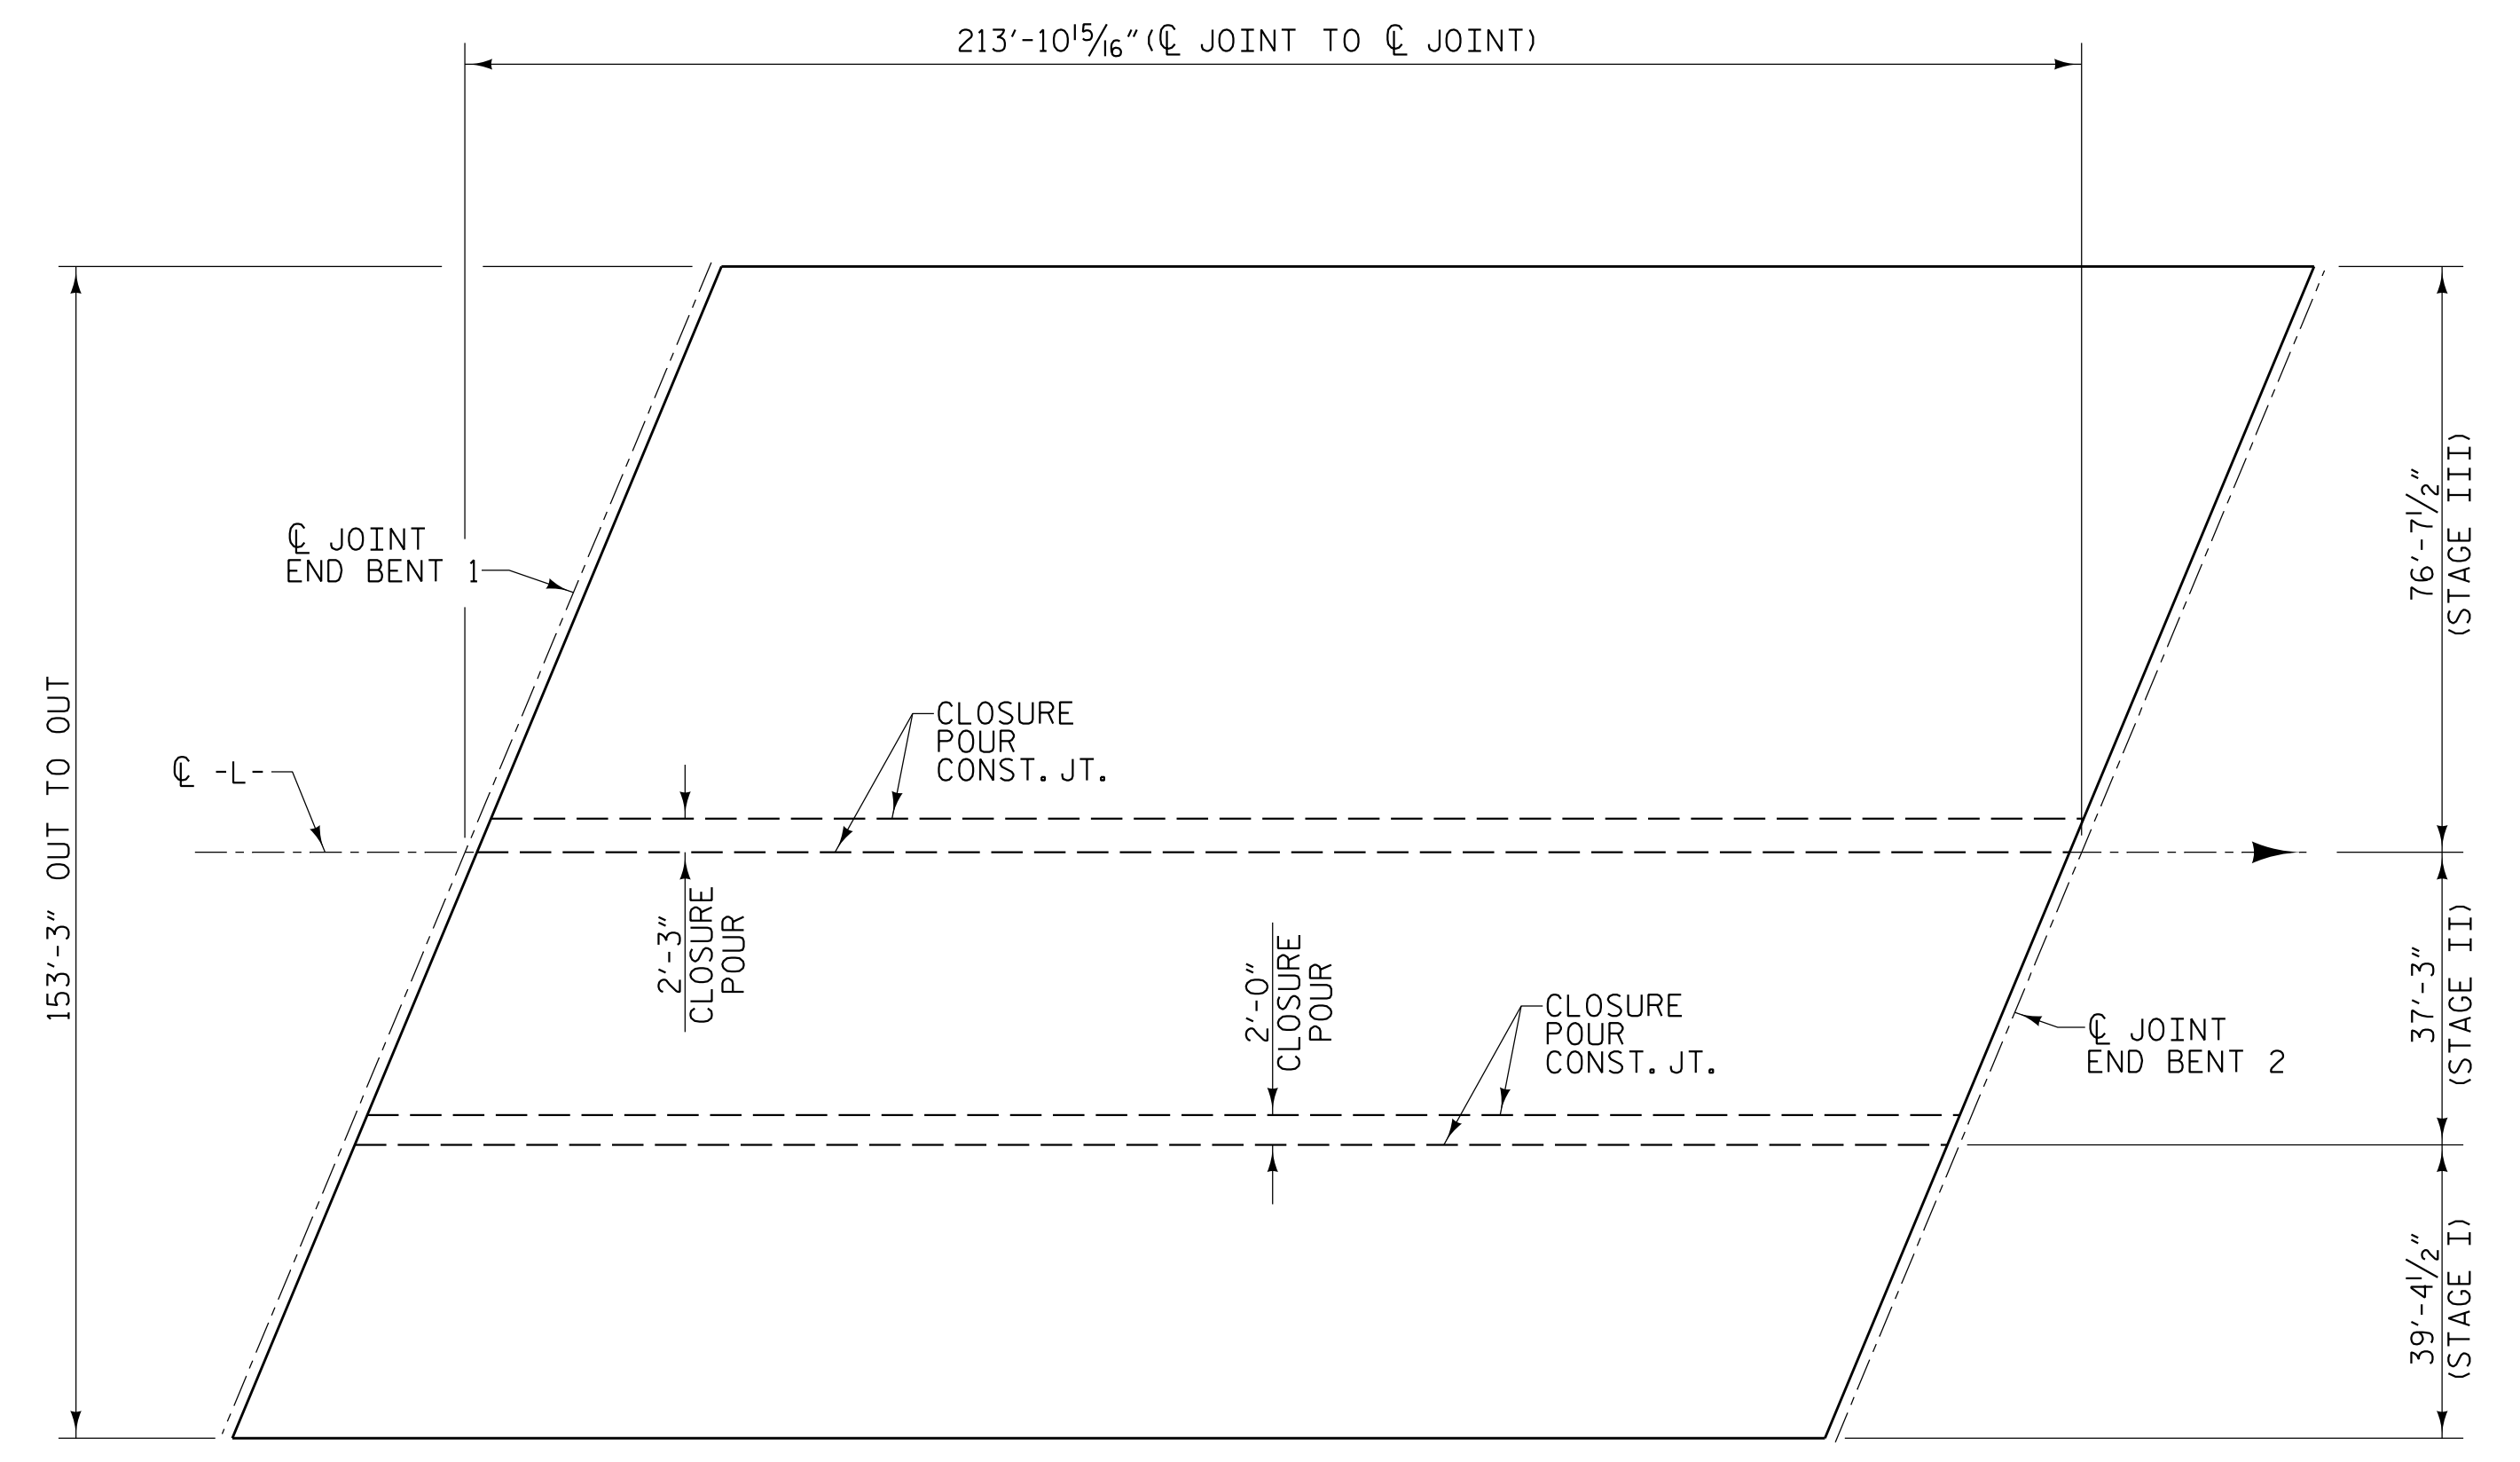 213'-10 15/16" (℄ JOINT TO ℄ JOINT)
℄ JOINT
END BENT 1
76'-7 1/2"
(STAGE III)
153'-3" OUT TO OUT
℄ -L-
CLOSURE
POUR
CONST. JT.
2'-3"
CLOSURE
POUR
2'-0"
CLOSURE
POUR
CLOSURE
POUR
CONST. JT.
37'-3"
(STAGE II)
℄ JOINT
END BENT 2
39'-4 1/2"
(STAGE I)